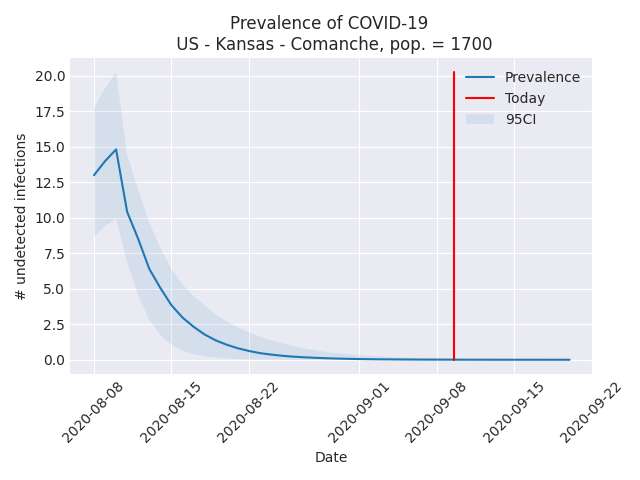 Prevalence of COVID-19
US - Kansas - Comanche, pop. = 1700
20.0
17.5
15.0
12.5
10.0
7.5
5.0
2.5
0.0
# undetected infections
Prevalence
Today
95CI
2020-08-08
2020-08-15
2020-08-22
2020-09-01
2020-09-08
2020-09-15
2020-09-22
Date